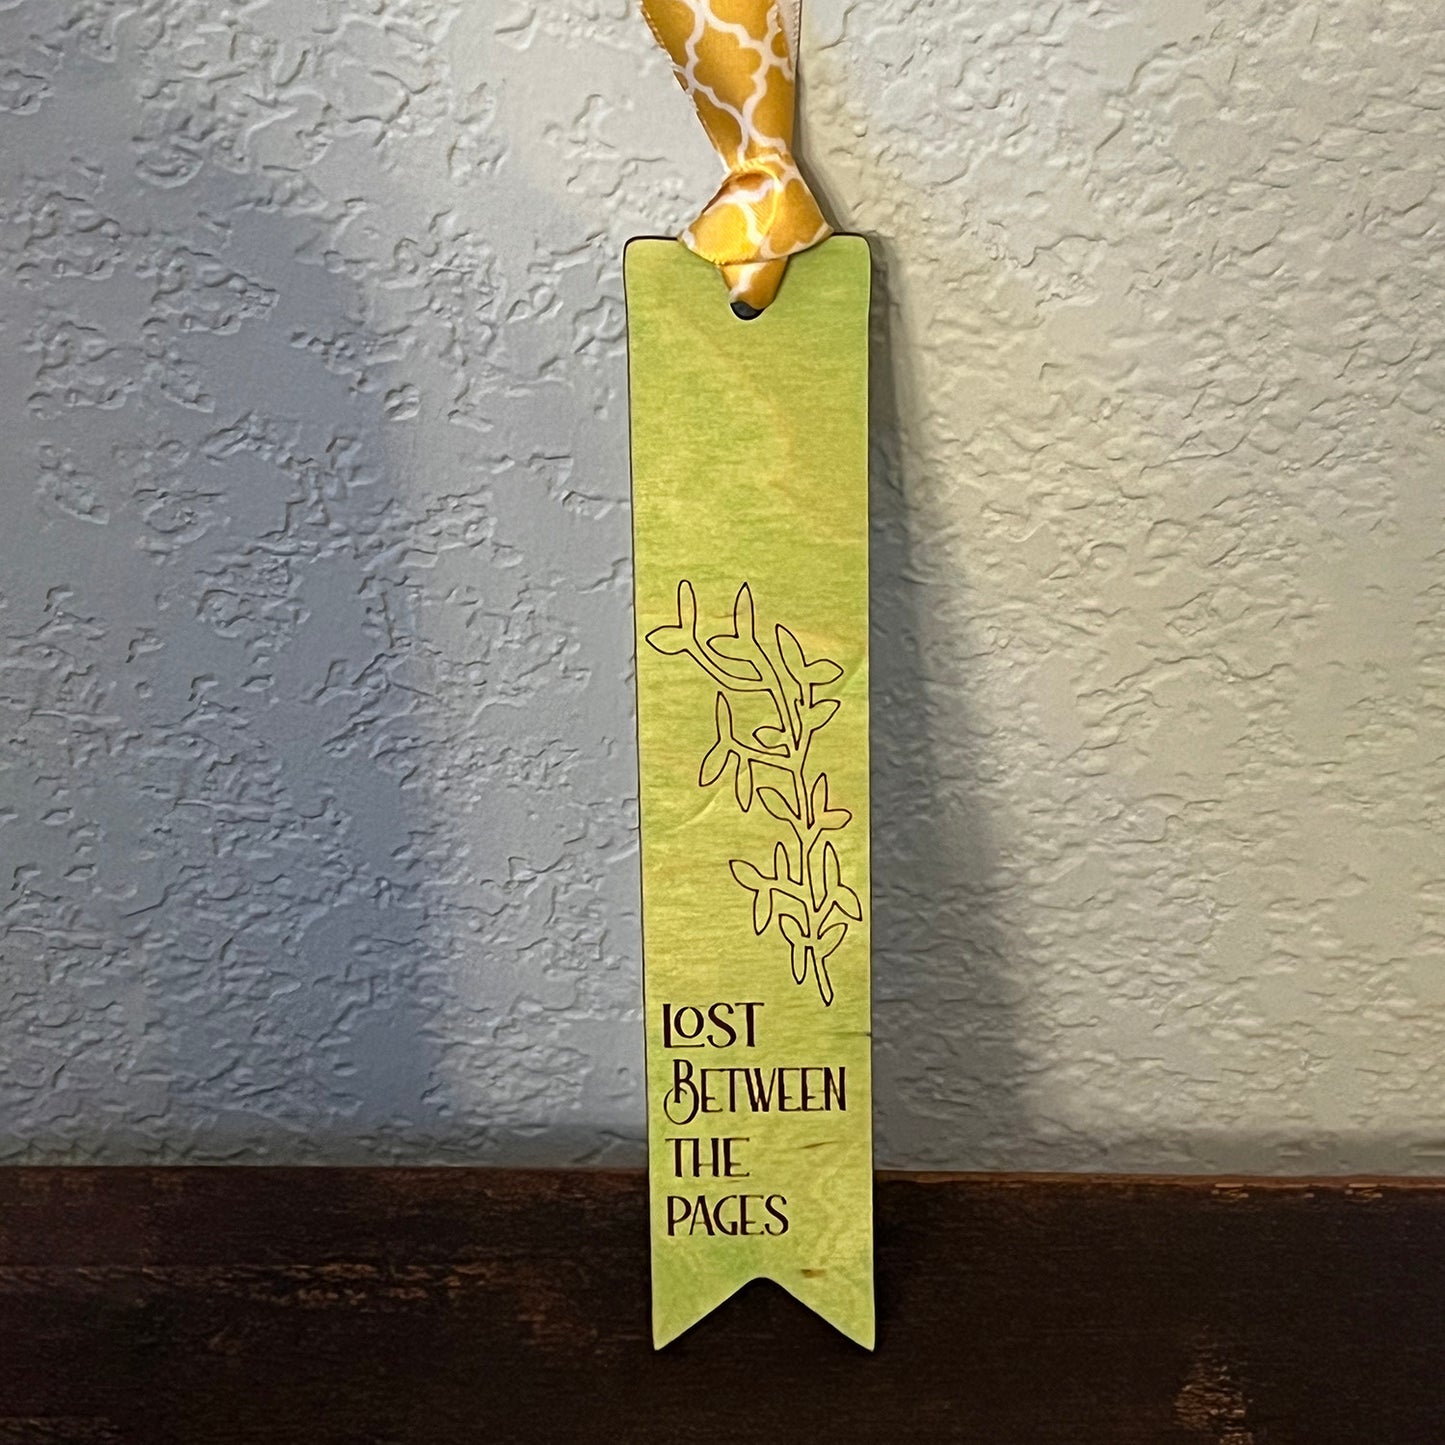 Lost
Between
the
pages